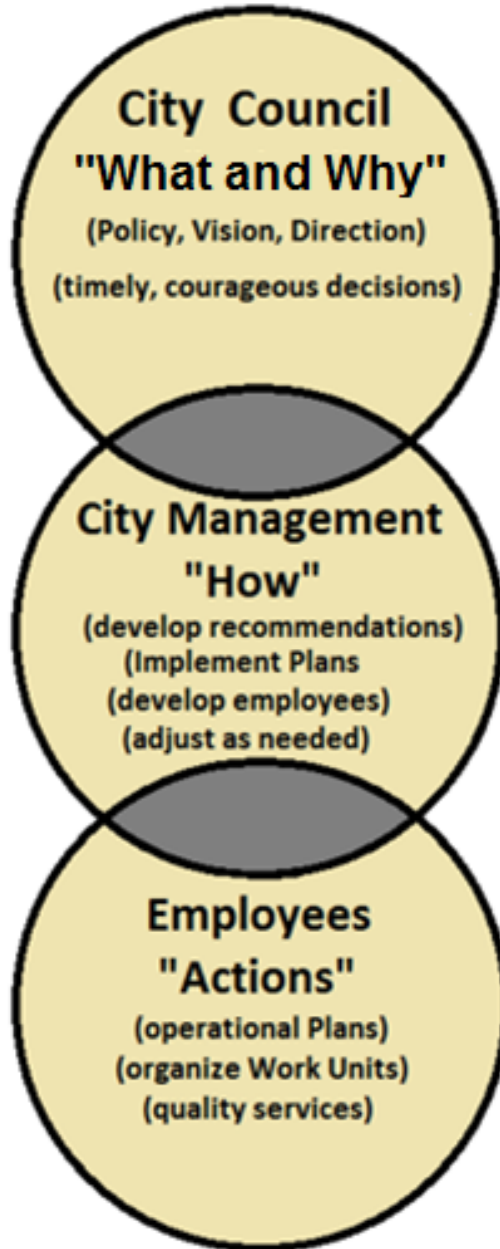 City Council
"What and Why"
(Policy, Vision, Direction)
(timely, courageous decisions)
City Management
"How"
(develop recommendations)
(Implement Plans
(develop employees)
(adjust as needed)
Employees
"Actions"
(operational Plans)
(organize Work Units)
(quality services)